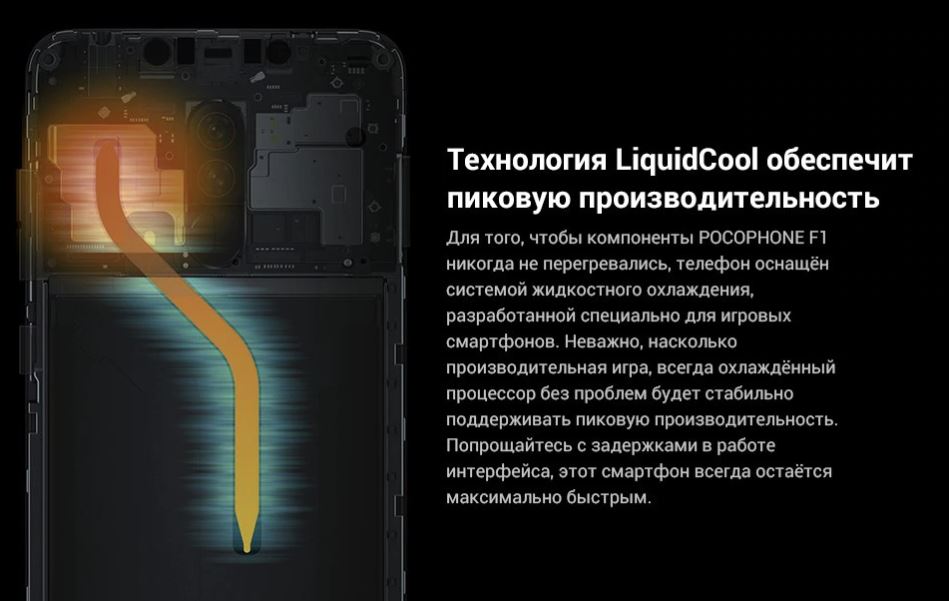 Технология LiquidCool обеспечит
пиковую производительность
Для того, чтобы компоненты POCOPHONE F1
никогда не перегревались, телефон оснащён
системой жидкостного охлаждения,
разработанной специально для игровых
смартфонов. Неважно, насколько
производительная игра, всегда охлаждённый
процессор без проблем будет стабильно
поддерживать пиковую производительность.
Попрощайтесь с задержками в работе
интерфейса, этот смартфон всегда остаётся
максимально быстрым.